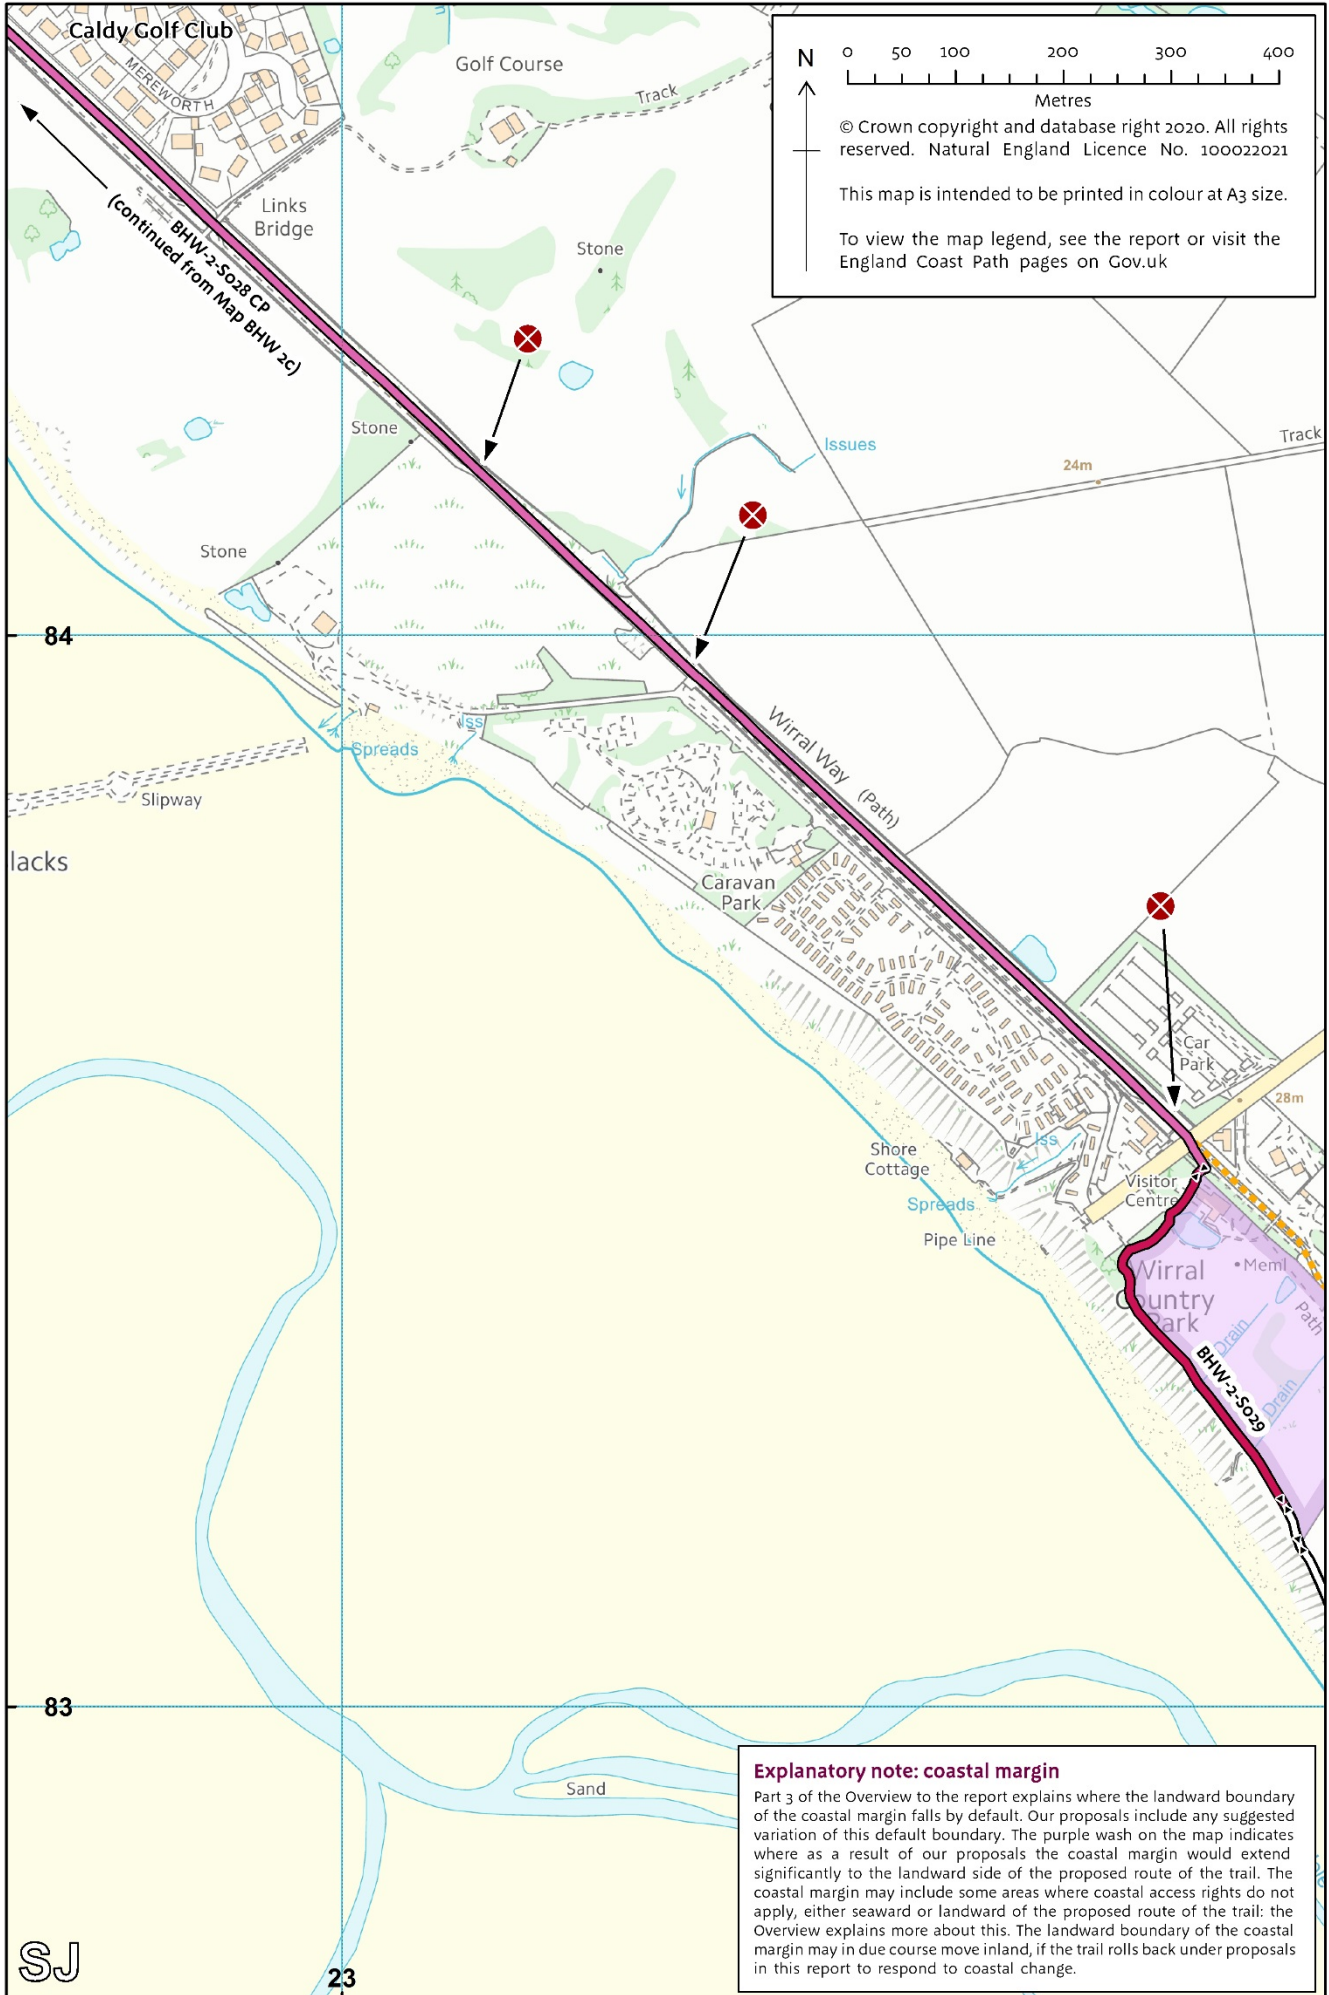 Caldy Golf Club
MEREWORTH
Golf Course
Track
N
0 50 100 200 300 400
Metres
© Crown copyright and database right 2020. All rights
reserved. Natural England Licence No. 100022021
This map is intended to be printed in colour at A3 size.
To view the map legend, see the report or visit the
England Coast Path pages on Gov.uk
Links
Bridge
BHW-2-S028 CP
(continued from Map BHW 2c)
Stone
Stone
Issues
Track
24m
Stone
84
Iss
Spreads
Slipway
Wirral Way (Path)
lacks
Caravan
Park
Car
Park
28m
Iss
Shore
Cottage
Visitor
Centre
Spreads
Pipe Line
Meml
Wirral
Country
Park
Path
Drain
BHW-2-S029
Drain
83
Sand
Explanatory note: coastal margin
Part 3 of the Overview to the report explains where the landward boundary
of the coastal margin falls by default. Our proposals include any suggested
variation of this default boundary. The purple wash on the map indicates
where as a result of our proposals the coastal margin would extend
significantly to the landward side of the proposed route of the trail. The
coastal margin may include some areas where coastal access rights do not
apply, either seaward or landward of the proposed route of the trail: the
Overview explains more about this. The landward boundary of the coastal
margin may in due course move inland, if the trail rolls back under proposals
in this report to respond to coastal change.
SJ
23